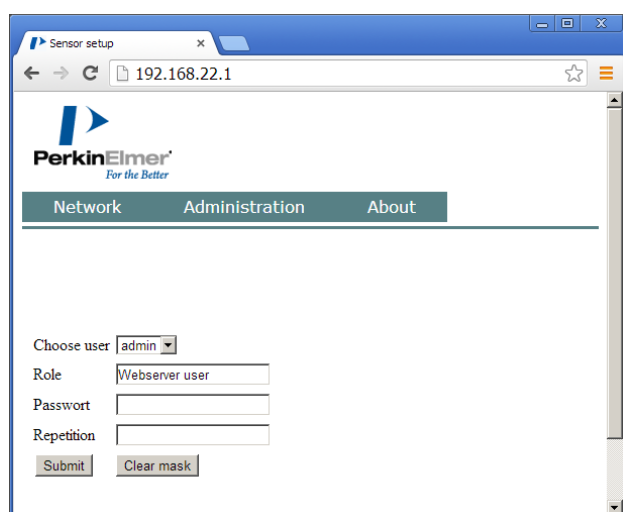 Sensor setup
192.168.22.1
PerkinElmer
For the Better
Network Administration About
Choose user admin
Role Webserver user
Passwort
Repetition
Submit Clear mask